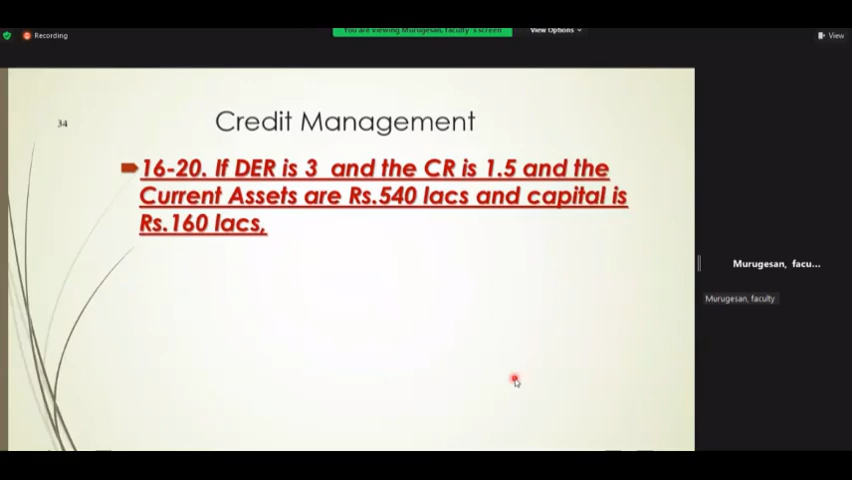 Recording
You are viewing Murugesan, faculty's screen
View Options
View
34
Credit Management
16-20. If DER is 3 and the CR is 1.5 and the
Current Assets are Rs.540 lacs and capital is
Rs.160 lacs,
Murugesan, facu...
Murugesan, faculty